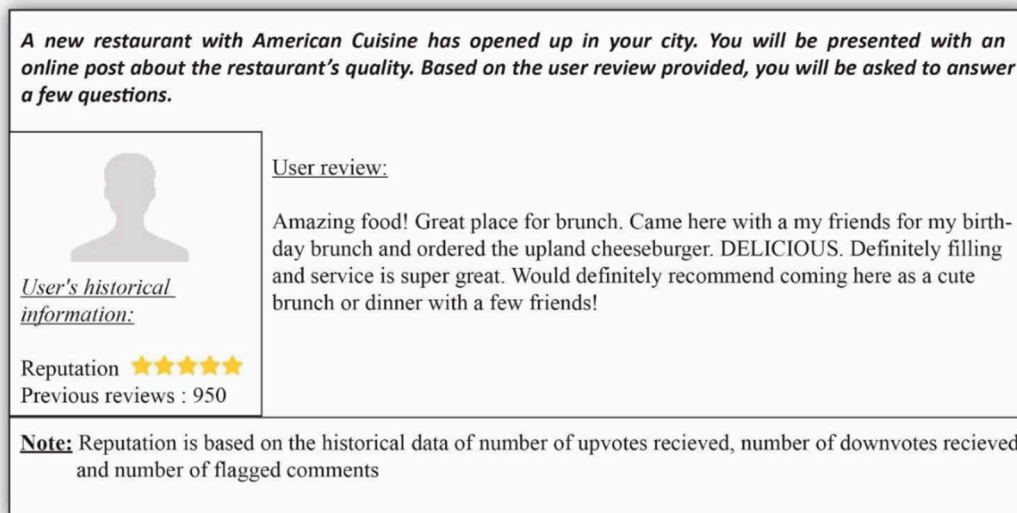 A new restaurant with American Cuisine has opened up in your city. You will be presented with an
online post about the restaurant's quality. Based on the user review provided, you will be asked to answer
a few questions.
User's historical
information:
Reputation
Previous reviews : 950
User review:
Amazing food! Great place for brunch. Came here with a my friends for my birth-
day brunch and ordered the upland cheeseburger. DELICIOUS. Definitely filling
and service is super great. Would definitely recommend coming here as a cute
brunch or dinner with a few friends!
Note: Reputation is based on the historical data of number of upvotes recieved, number of downvotes recieved
and number of flagged comments